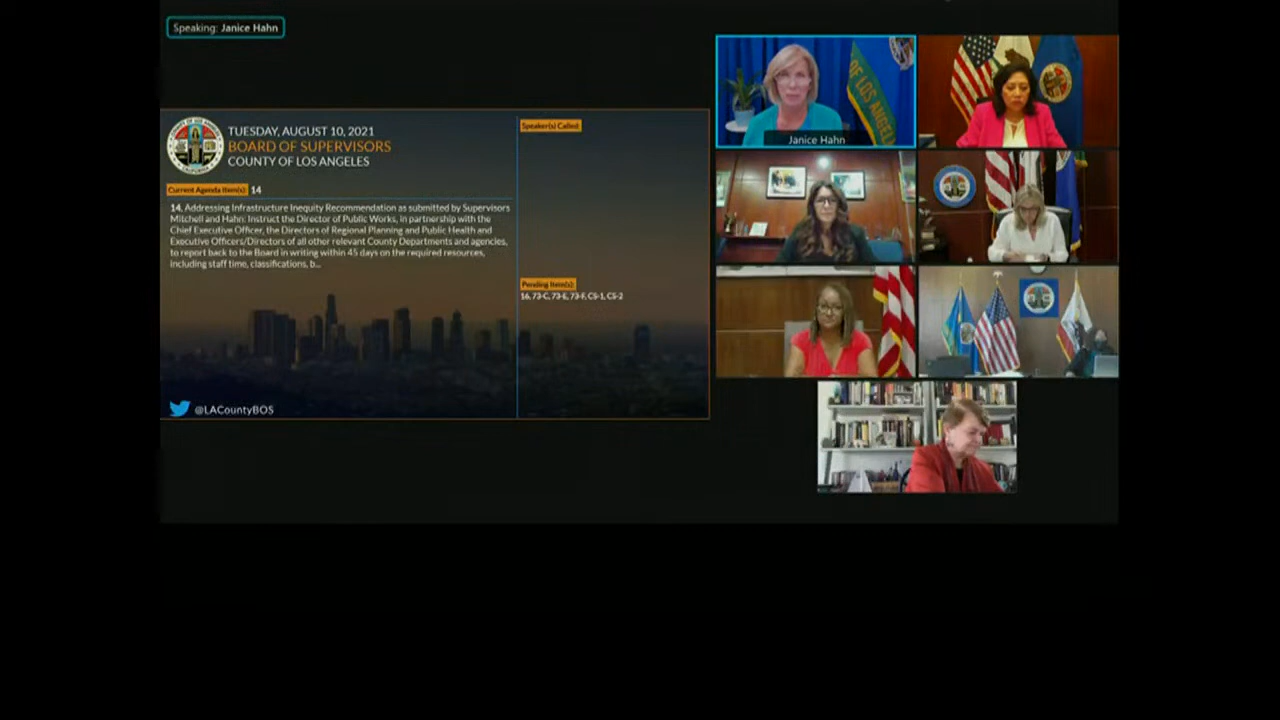 Speaking: Janice Hahn
TUESDAY, AUGUST 10, 2021
BOARD OF SUPERVISORS
COUNTY OF LOS ANGELES
Current Agenda Item(s): 14
14. Addressing Infrastructure Inequity Recommendation as submitted by Supervisors
Mitchell and Hahn: Instruct the Director of Public Works, in partnership with the
Chief Executive Officer, the Directors of Regional Planning and Public Health and
Executive Officers/Directors of all other relevant County Departments and agencies,
to report back to the Board in writing within 45 days on the required resources,
including staff time, classifications, b...
@LACountyBOS
Speaker(s) Called:
Pending Item(s):
16, 73-C, 73-E, 73-F, CS-1, CS-2
OF LOS ANGELES
Janice Hahn